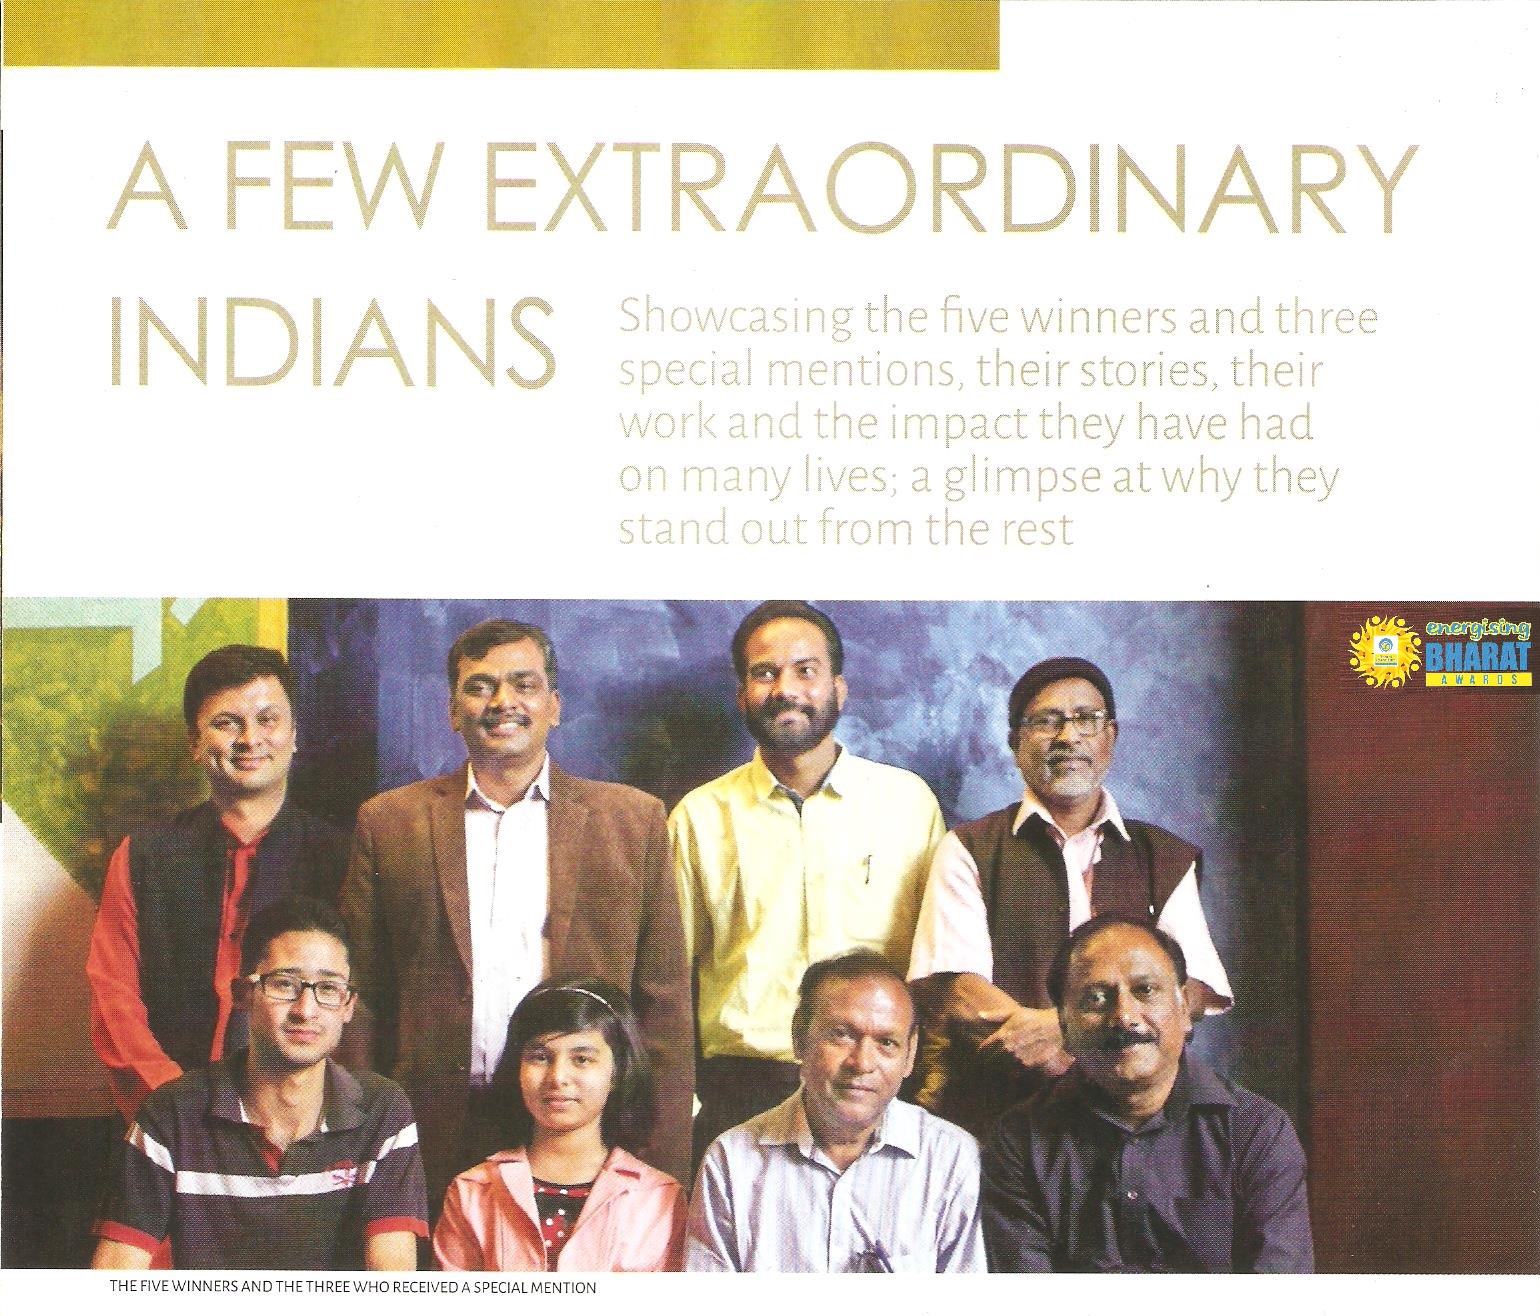 A FEW EXTRAORDINARY
INDIANS
Showcasing the five winners and three
special mentions, their stories, their
work and the impact they have had
on many lives; a glimpse at why they
stand out from the rest
energising
BHARAT
AWARDS
THE FIVE WINNERS AND THE THREE WHO RECEIVED A SPECIAL MENTION